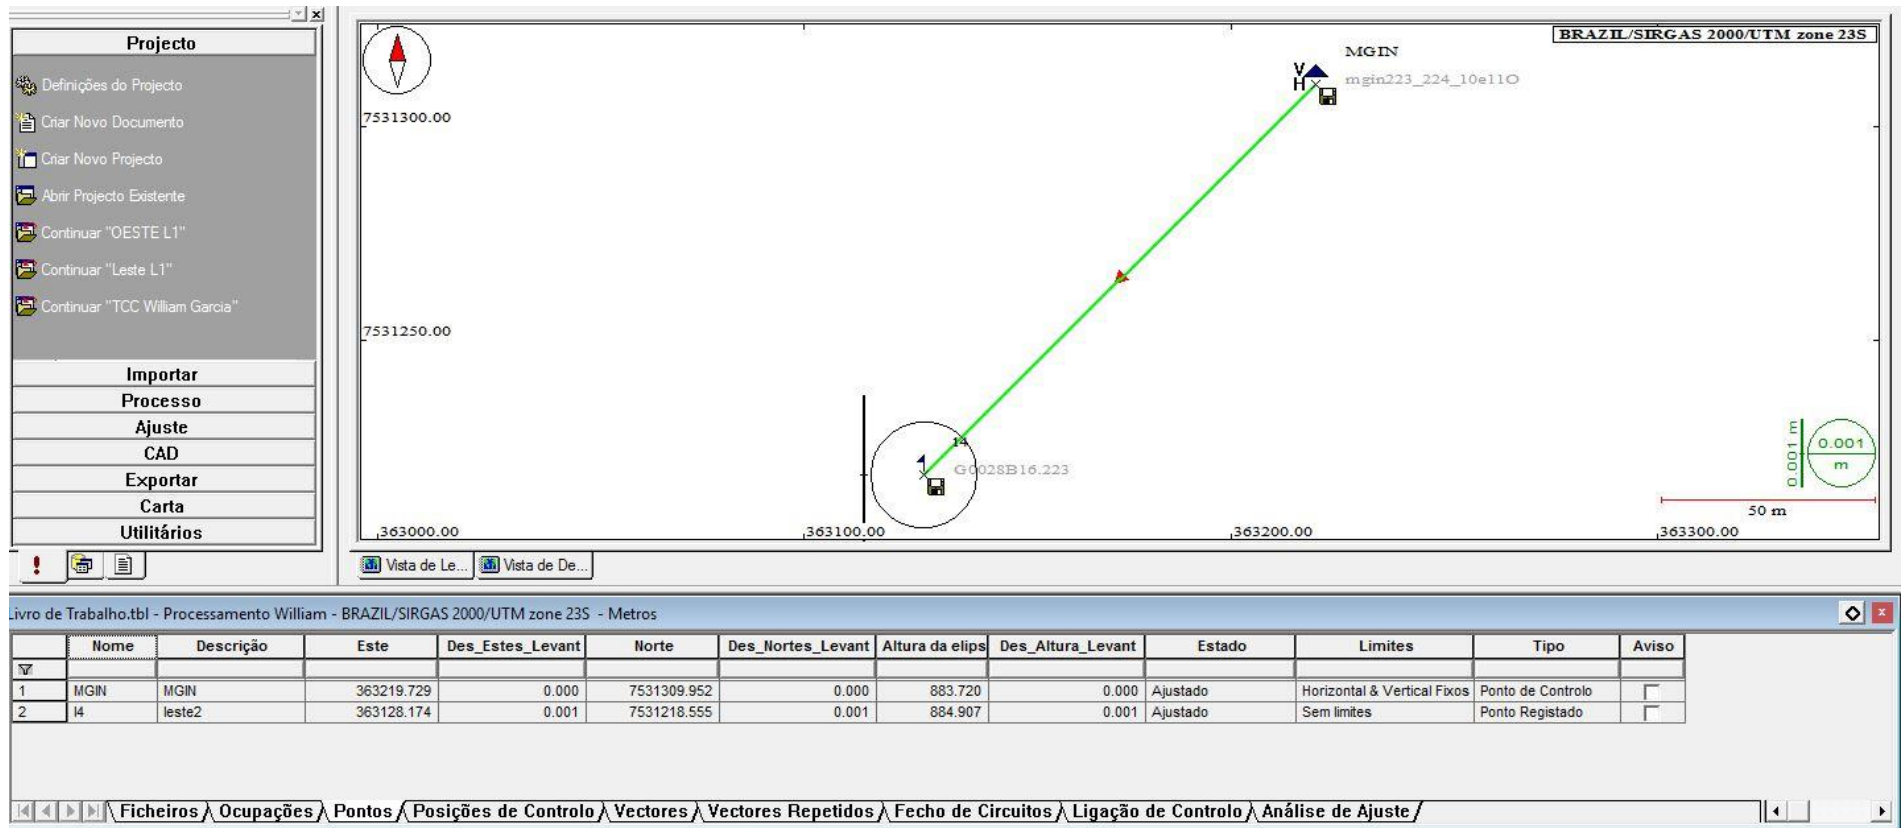 Projecto
Definições do Projecto
Criar Novo Documento
Criar Novo Projecto
Abrir Projecto Existente
Continuar "OESTE L1"
Continuar "Leste L1"
Continuar "TCC William Garcia"
Importar
Processo
Ajuste
CAD
Exportar
Carta
Utilitários
BRAZIL/SIRGAS 2000/UTM zone 23S
MGIN
V
H
mgin223_224_10e11O
7531300.00
7531250.00
14
G0028B16.223
0.001 m
0.001
m
50 m
363000.00
363100.00
363200.00
363300.00
Vista de Le...
Vista de De...
Livro de Trabalho.tbl - Processamento William - BRAZIL/SIRGAS 2000/UTM zone 23S - Metros
Nome Descrição Este Des_Estes_Levant Norte Des_Nortes_Levant Altura da elips Des_Altura_Levant Estado Limites Tipo Aviso
1 MGIN MGIN 363219.729 0.000 7531309.952 0.000 883.720 0.000 Ajustado Horizontal & Vertical Fixos Ponto de Controlo
2 l4 leste2 363128.174 0.001 7531218.555 0.001 884.907 0.001 Ajustado Sem limites Ponto Registado
Ficheiros Ocupações Pontos Posições de Controlo Vectores Vectores Repetidos Fecho de Circuitos Ligação de Controlo Análise de Ajuste